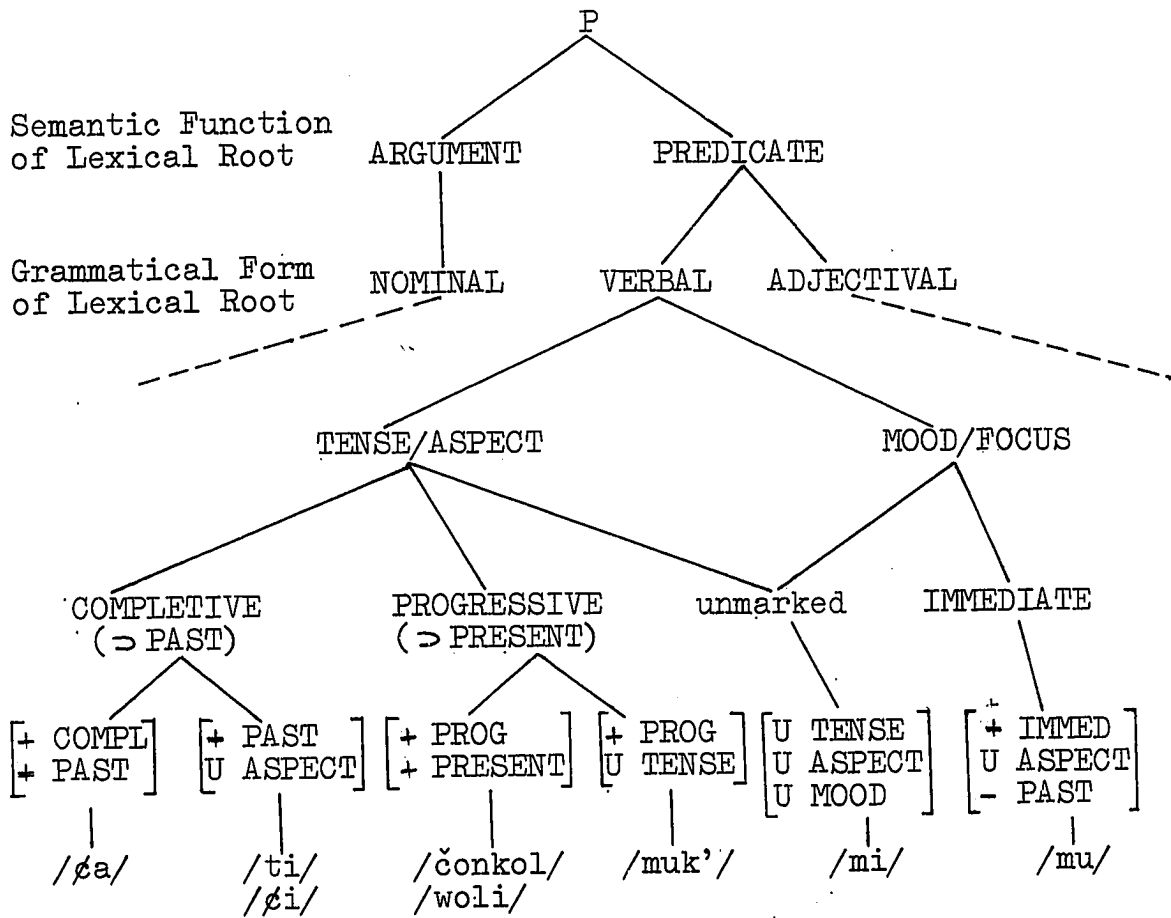 P
Semantic Function
of Lexical Root
ARGUMENT PREDICATE
Grammatical Form
of Lexical Root
NOMINAL VERBAL ADJECTIVAL
TENSE/ASPECT MOOD/FOCUS
COMPLETIVE PROGRESSIVE unmarked IMMEDIATE
(⊃ PAST) (⊃ PRESENT)
[+ COMPL [+ PAST [+ PROG [+ PROG [U TENSE [+ IMMED
+ PAST] U ASPECT] + PRESENT] U TENSE] U ASPECT U ASPECT
U MOOD] - PAST]
/¢a/ /ti/ /čonkol/ /muk'/ /mi/ /mu/
/¢i/ /woli/